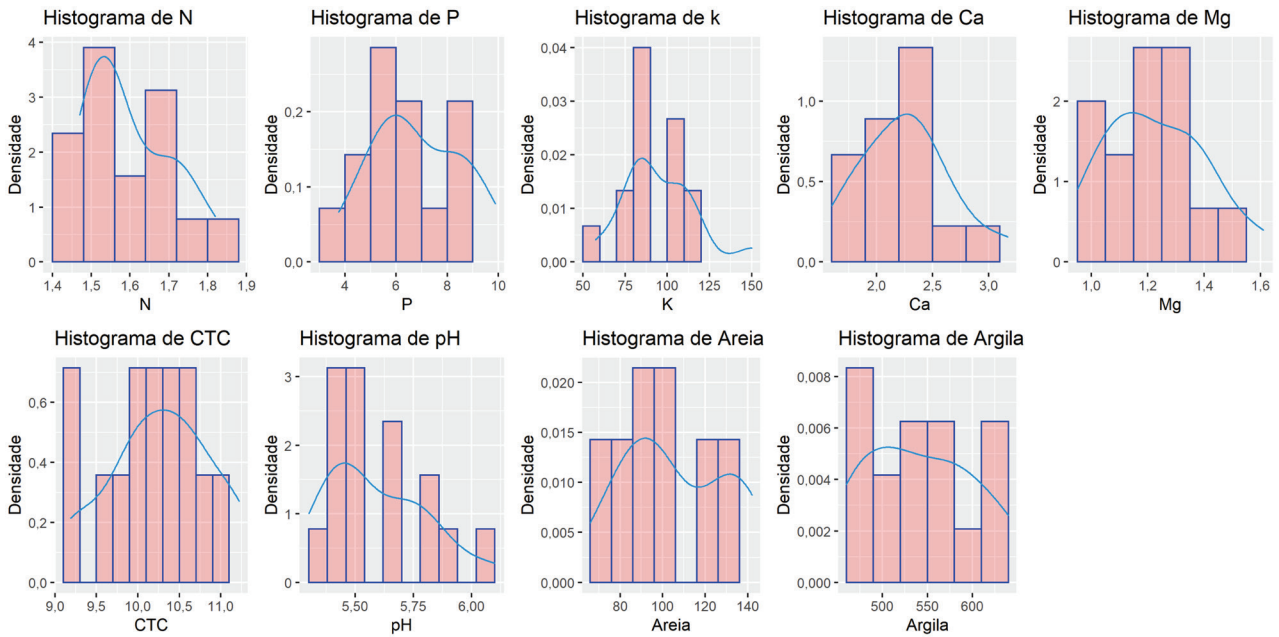 Histograma de N
Histograma de P
Histograma de k
Histograma de Ca
Histograma de Mg
Densidade
4
3
2
1
0
1,4 1,5 1,6 1,7 1,8 1,9
N
Densidade
0,2
0,1
0,0
4 6 8 10
P
Densidade
0,04
0,03
0,02
0,01
0,00
50 75 100 125 150
K
Densidade
1.0
0,5
0,0
2,0 2,5 3,0
Ca
Densidade
2
1
0
1,0 1,2 1,4 1,6
Mg
Histograma de CTC
Histograma de pH
Histograma de Areia
Histograma de Argila
Densidade
0,6
0,4
0,2
0,0
9,0 9,5 10,0 10,5 11,0
CTC
Densidade
3
2
1
0
5,50 5,75 6,00
pH
Densidade
0,020
0,015
0,010
0,005
0.000
80 100 120 140
Areia
Densidade
0,008
0,006
0,004
0,002
0,000
500 550 600
Argila